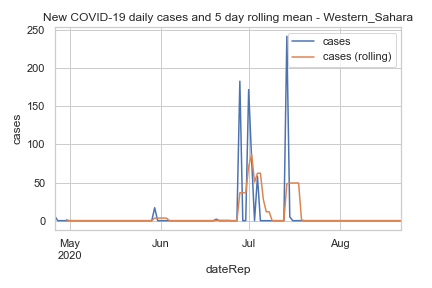 New COVID-19 daily cases and 5 day rolling mean - Western_Sahara
cases
cases (rolling)
250
200
150
100
50
0
cases
May
2020
Jun
Jul
Aug
dateRep